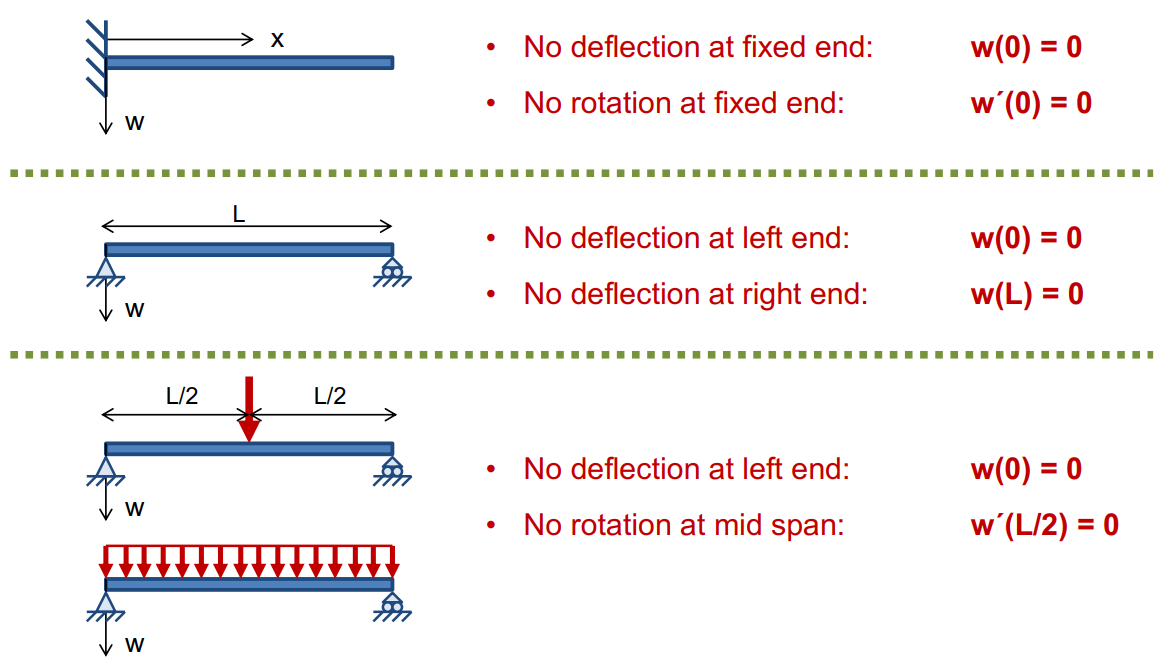 x
• No deflection at fixed end: w(0) = 0
• No rotation at fixed end: w´(0) = 0
w
L
• No deflection at left end: w(0) = 0
• No deflection at right end: w(L) = 0
w
L/2 L/2
• No deflection at left end: w(0) = 0
w
• No rotation at mid span: w´(L/2) = 0
w